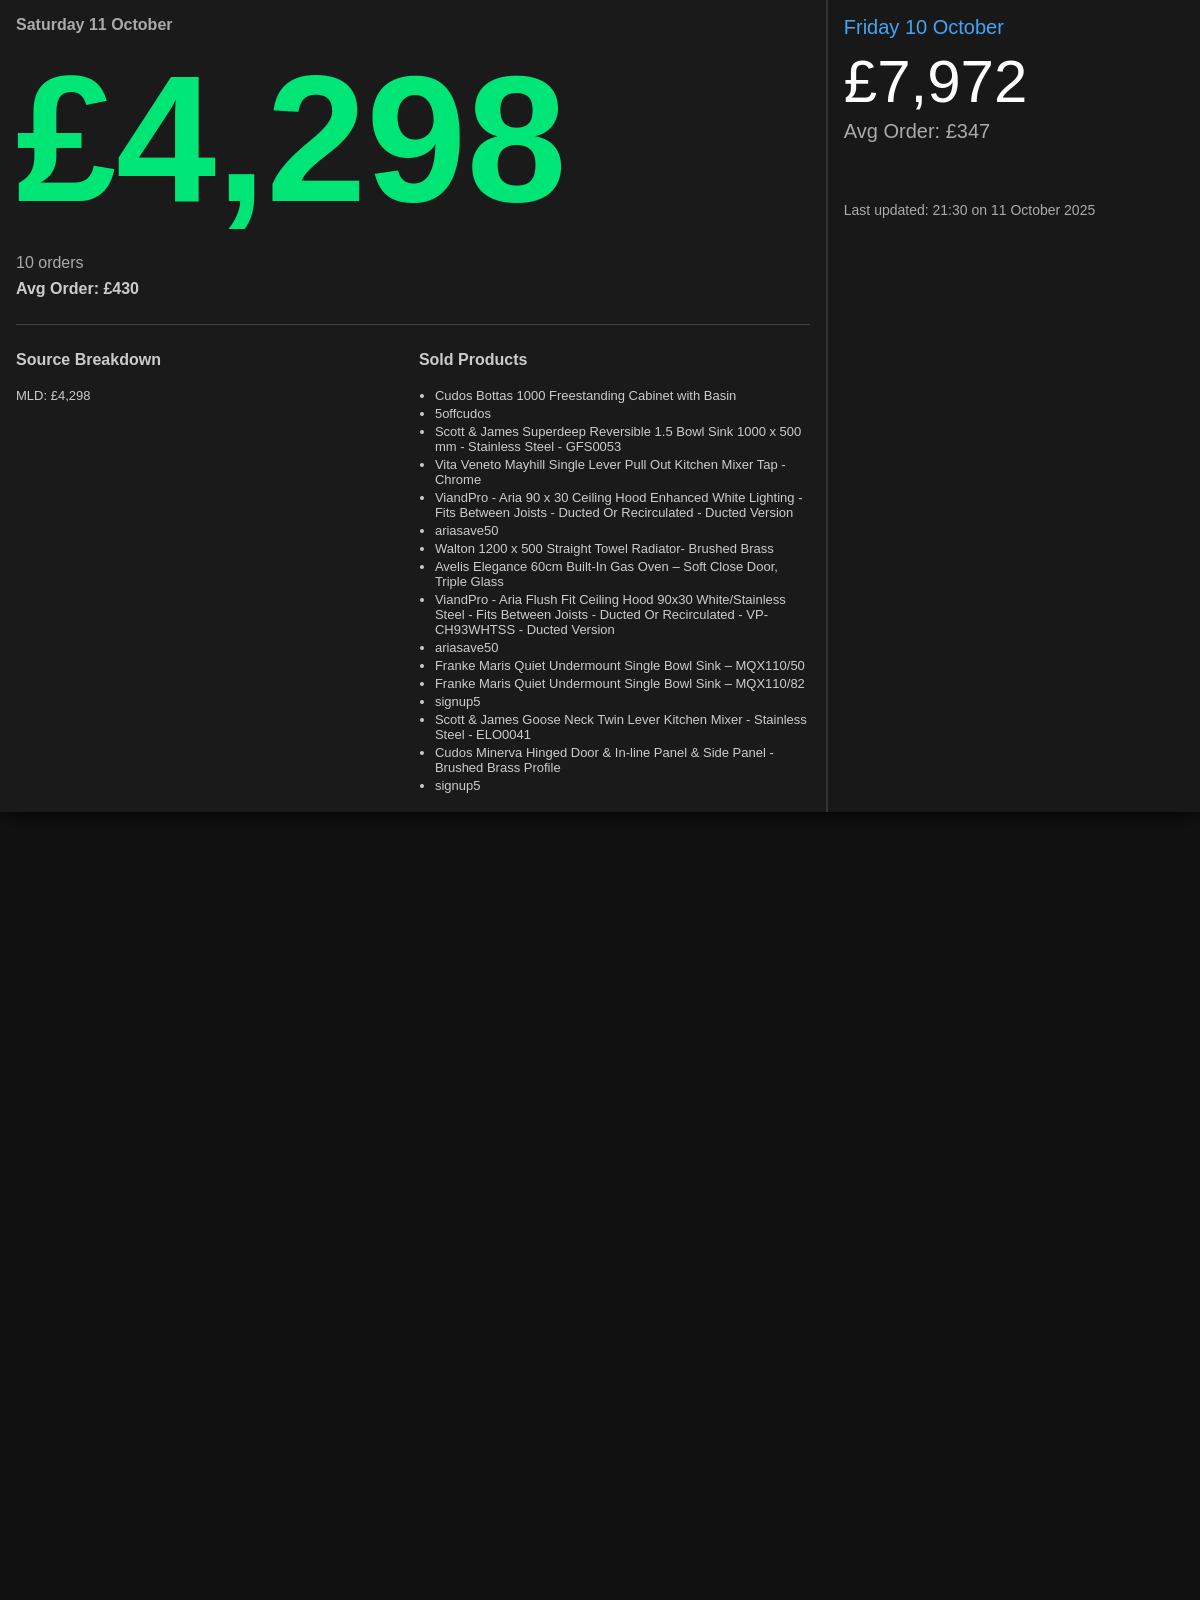 Saturday 11 October
£4,298
10 orders
Avg Order: £430
Source Breakdown
MLD: £4,298
Sold Products
• Cudos Bottas 1000 Freestanding Cabinet with Basin
• 5offcudos
• Scott & James Superdeep Reversible 1.5 Bowl Sink 1000 x 500
mm - Stainless Steel - GFS0053
• Vita Veneto Mayhill Single Lever Pull Out Kitchen Mixer Tap -
Chrome
• ViandPro - Aria 90 x 30 Ceiling Hood Enhanced White Lighting -
Fits Between Joists - Ducted Or Recirculated - Ducted Version
• ariasave50
• Walton 1200 x 500 Straight Towel Radiator- Brushed Brass
• Avelis Elegance 60cm Built-In Gas Oven – Soft Close Door,
Triple Glass
• ViandPro - Aria Flush Fit Ceiling Hood 90x30 White/Stainless
Steel - Fits Between Joists - Ducted Or Recirculated - VP-
CH93WHTSS - Ducted Version
• ariasave50
• Franke Maris Quiet Undermount Single Bowl Sink – MQX110/50
• Franke Maris Quiet Undermount Single Bowl Sink – MQX110/82
• signup5
• Scott & James Goose Neck Twin Lever Kitchen Mixer - Stainless
Steel - ELO0041
• Cudos Minerva Hinged Door & In-line Panel & Side Panel -
Brushed Brass Profile
• signup5
Friday 10 October
£7,972
Avg Order: £347
Last updated: 21:30 on 11 October 2025